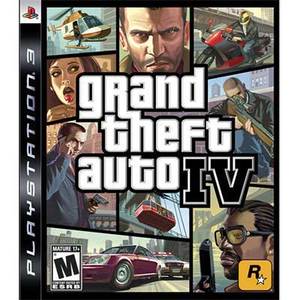 PLAYSTATION 3
grand
theft
auto
IV
MATURE 17+
M
ESRB
R★